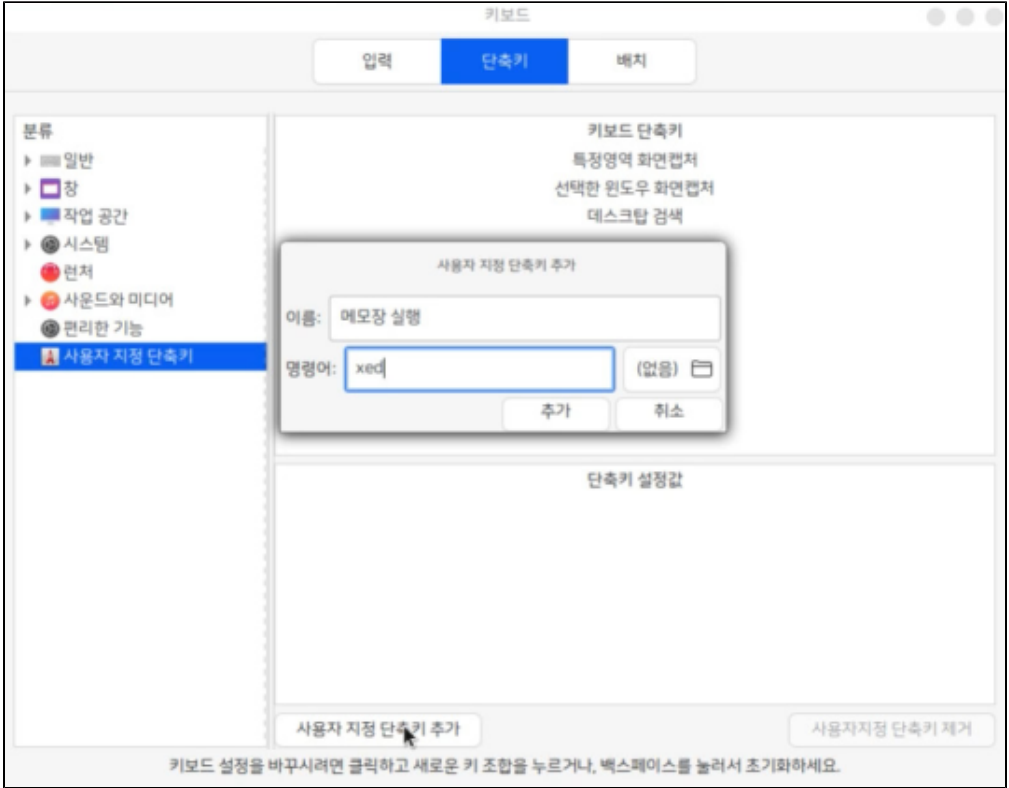 키보드
입력
단축키
배치
분류
일반
창
작업 공간
시스템
런처
사운드와 미디어
편리한 기능
사용자 지정 단축키
키보드 단축키
특정영역 화면캡처
선택한 윈도우 화면캡처
데스크탑 검색
사용자 지정 단축키 추가
이름: 메모장 실행
명령어: xed (없음)
추가 취소
단축키 설정값
사용자 지정 단축키 추가
사용자지정 단축키 제거
키보드 설정을 바꾸시려면 클릭하고 새로운 키 조합을 누르거나, 백스페이스를 눌러서 초기화하세요.